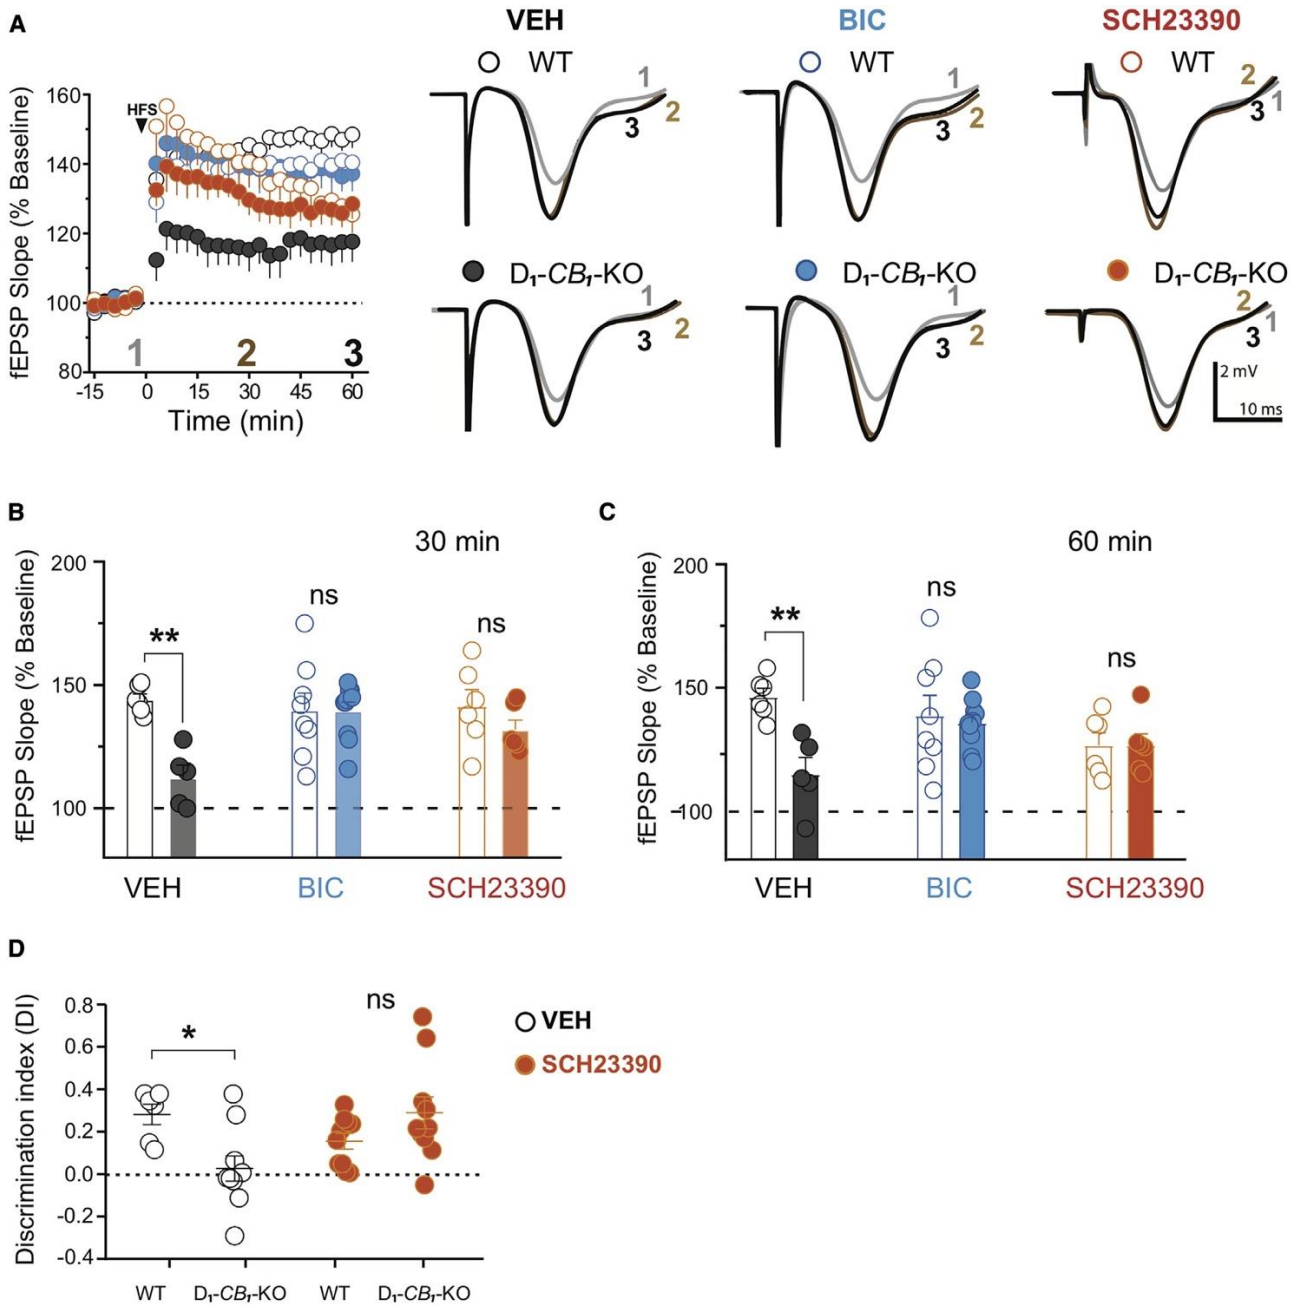 A
VEH
BIC
SCH23390
WT
WT
WT
fEPSP Slope (% Baseline)
160
140
120
100
80
HFS
1
2
3
-15
0
15
30
45
60
Time (min)
1
2
3
1
2
3
2
1
3
D₁-CB₁-KO
D₁-CB₁-KO
D₁-CB₁-KO
1
2
3
1
2
3
2
1
3
2 mV
10 ms
B
30 min
fEPSP Slope (% Baseline)
200
150
100
**
ns
ns
VEH
BIC
SCH23390
C
60 min
fEPSP Slope (% Baseline)
200
150
100
**
ns
ns
VEH
BIC
SCH23390
D
Discrimination index (DI)
0.8
0.6
0.4
0.2
0.0
-0.2
-0.4
*
ns
VEH
SCH23390
WT
D₁-CB₁-KO
WT
D₁-CB₁-KO